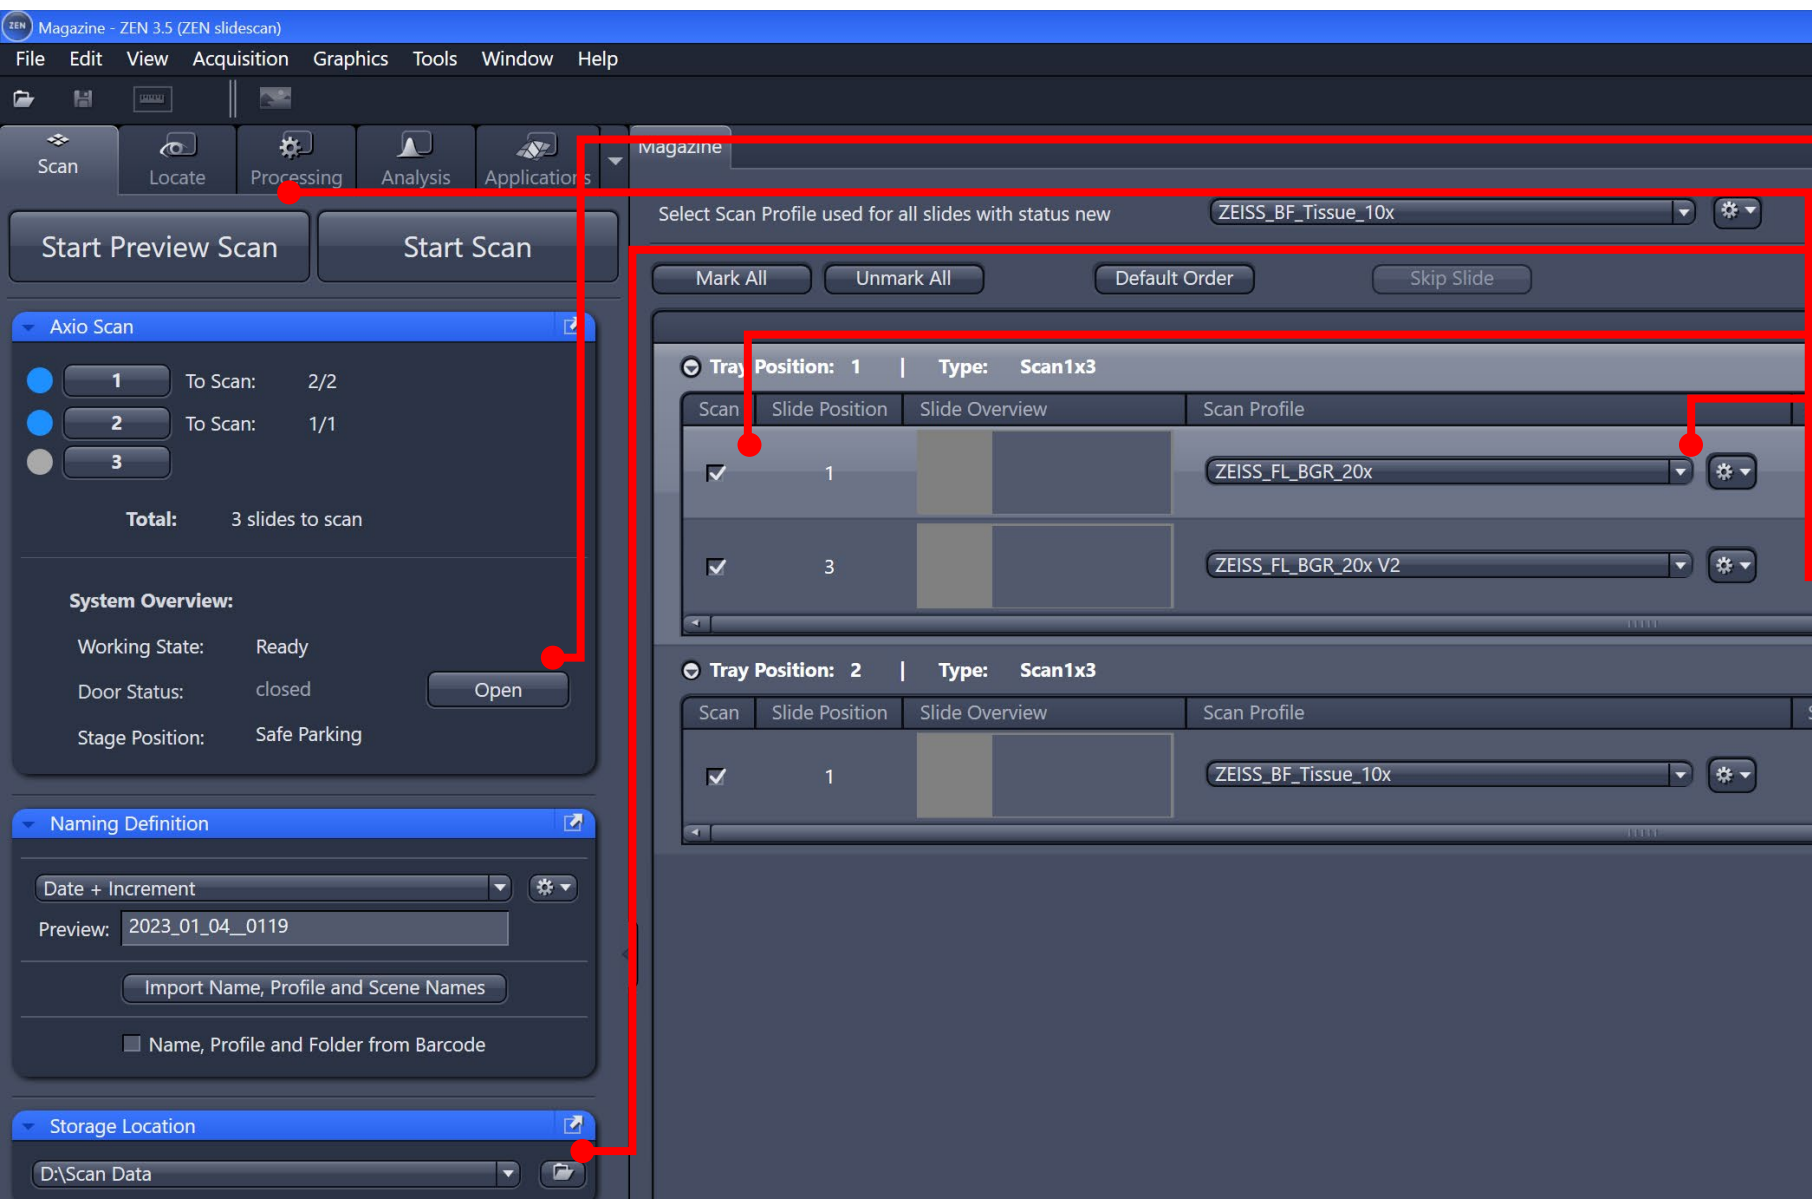 Magazine - ZEN 3.5 (ZEN slidescan)
File Edit View Acquisition Graphics Tools Window Help
Scan Locate Processing Analysis Applications
Magazine
Select Scan Profile used for all slides with status new ZEISS_BF_Tissue_10x
Start Preview Scan Start Scan
Mark All Unmark All Default Order Skip Slide
Axio Scan
1 To Scan: 2/2
2 To Scan: 1/1
3
Total: 3 slides to scan
System Overview:
Working State: Ready
Door Status: closed Open
Stage Position: Safe Parking
Naming Definition
Date + Increment
Preview: 2023_01_04__0119
Import Name, Profile and Scene Names
Name, Profile and Folder from Barcode
Storage Location
D:\Scan Data
Tray Position: 1 | Type: Scan1x3
Scan Slide Position Slide Overview Scan Profile
1 ZEISS_FL_BGR_20x
3 ZEISS_FL_BGR_20x V2
Tray Position: 2 | Type: Scan1x3
Scan Slide Position Slide Overview Scan Profile
1 ZEISS_BF_Tissue_10x